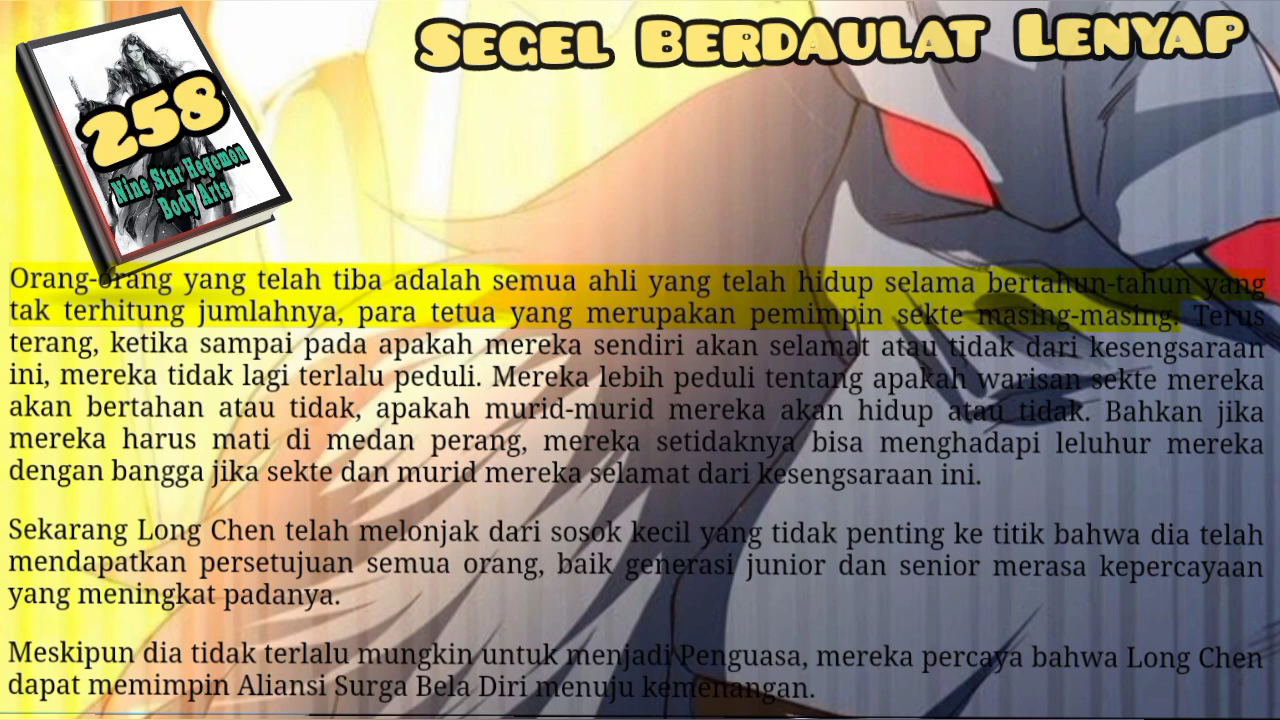 Segel Berdaulat Lenyap
258
Nine Star Hegemon
Body Arts
Orang-orang yang telah tiba adalah semua ahli yang telah hidup selama bertahun-tahun yang
tak terhitung jumlahnya, para tetua yang merupakan pemimpin sekte masing-masing. Terus
terang, ketika sampai pada apakah mereka sendiri akan selamat atau tidak dari kesengsaraan
ini, mereka tidak lagi terlalu peduli. Mereka lebih peduli tentang apakah warisan sekte mereka
akan bertahan atau tidak, apakah murid-murid mereka akan hidup atau tidak. Bahkan jika
mereka harus mati di medan perang, mereka setidaknya bisa menghadapi leluhur mereka
dengan bangga jika sekte dan murid mereka selamat dari kesengsaraan ini.
Sekarang Long Chen telah melonjak dari sosok kecil yang tidak penting ke titik bahwa dia telah
mendapatkan persetujuan semua orang, baik generasi junior dan senior merasa kepercayaan
yang meningkat padanya.
Meskipun dia tidak terlalu mungkin untuk menjadi Penguasa, mereka percaya bahwa Long Chen
dapat memimpin Aliansi Surga Bela Diri menuju kemenangan.